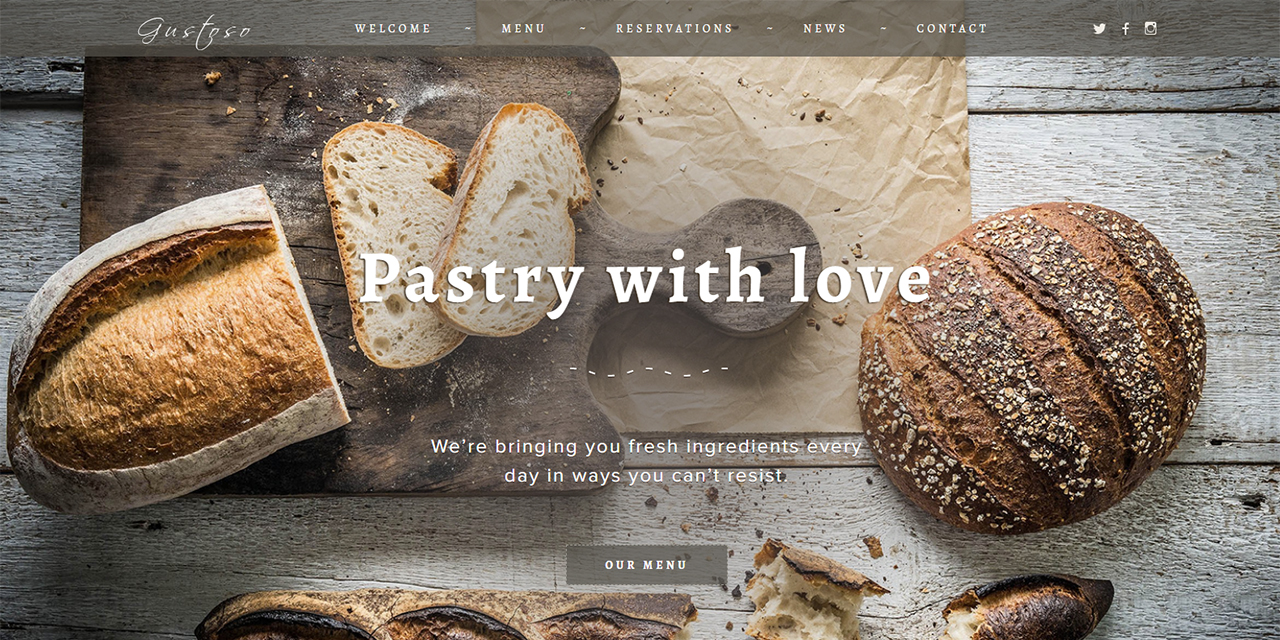 Gustoso
WELCOME ~ MENU ~ RESERVATIONS ~ NEWS ~ CONTACT
Pastry with love
We’re bringing you fresh ingredients every
day in ways you can’t resist.
OUR MENU